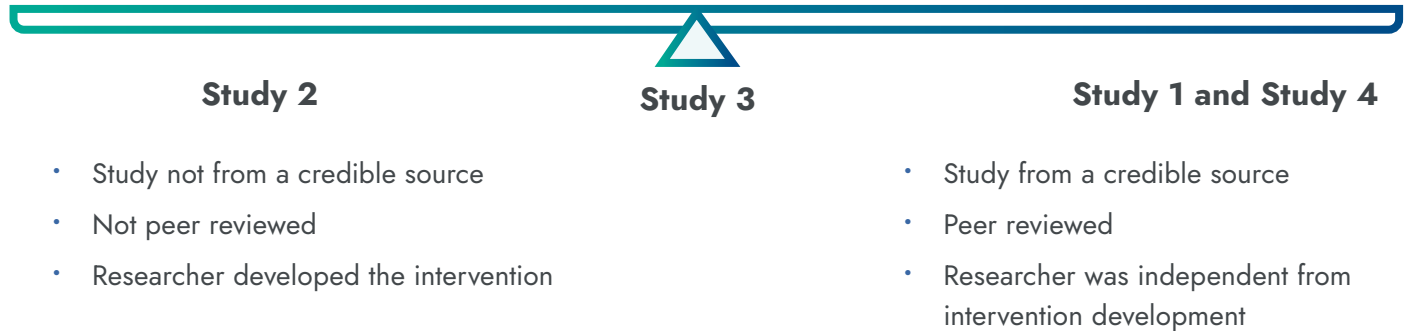 Study 2
Study 3
Study 1 and Study 4
• Study not from a credible source
• Not peer reviewed
• Researcher developed the intervention
• Study from a credible source
• Peer reviewed
• Researcher was independent from
intervention development